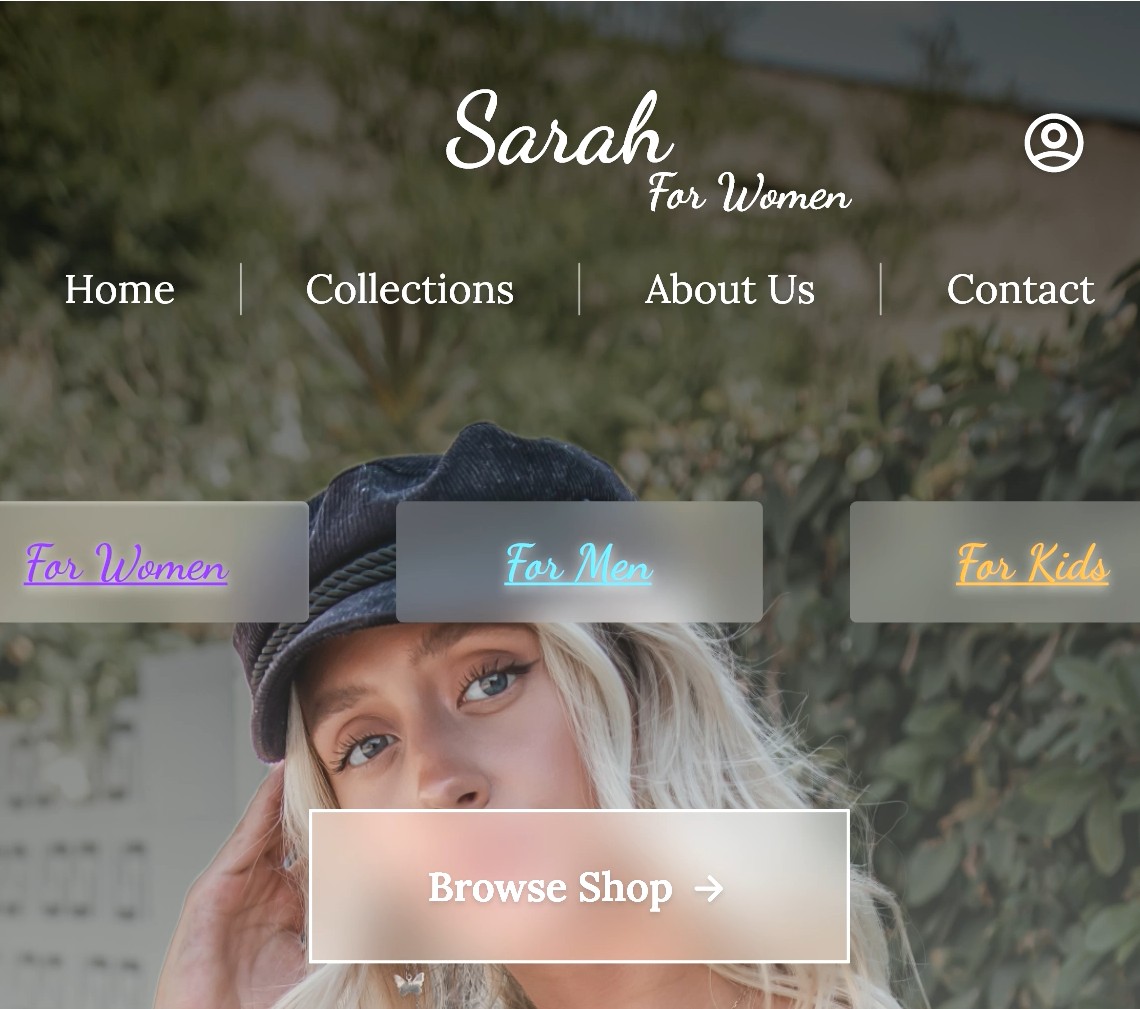 Sarah
For Women
Home Collections About Us Contact
For Women For Men For Kids
Browse Shop →